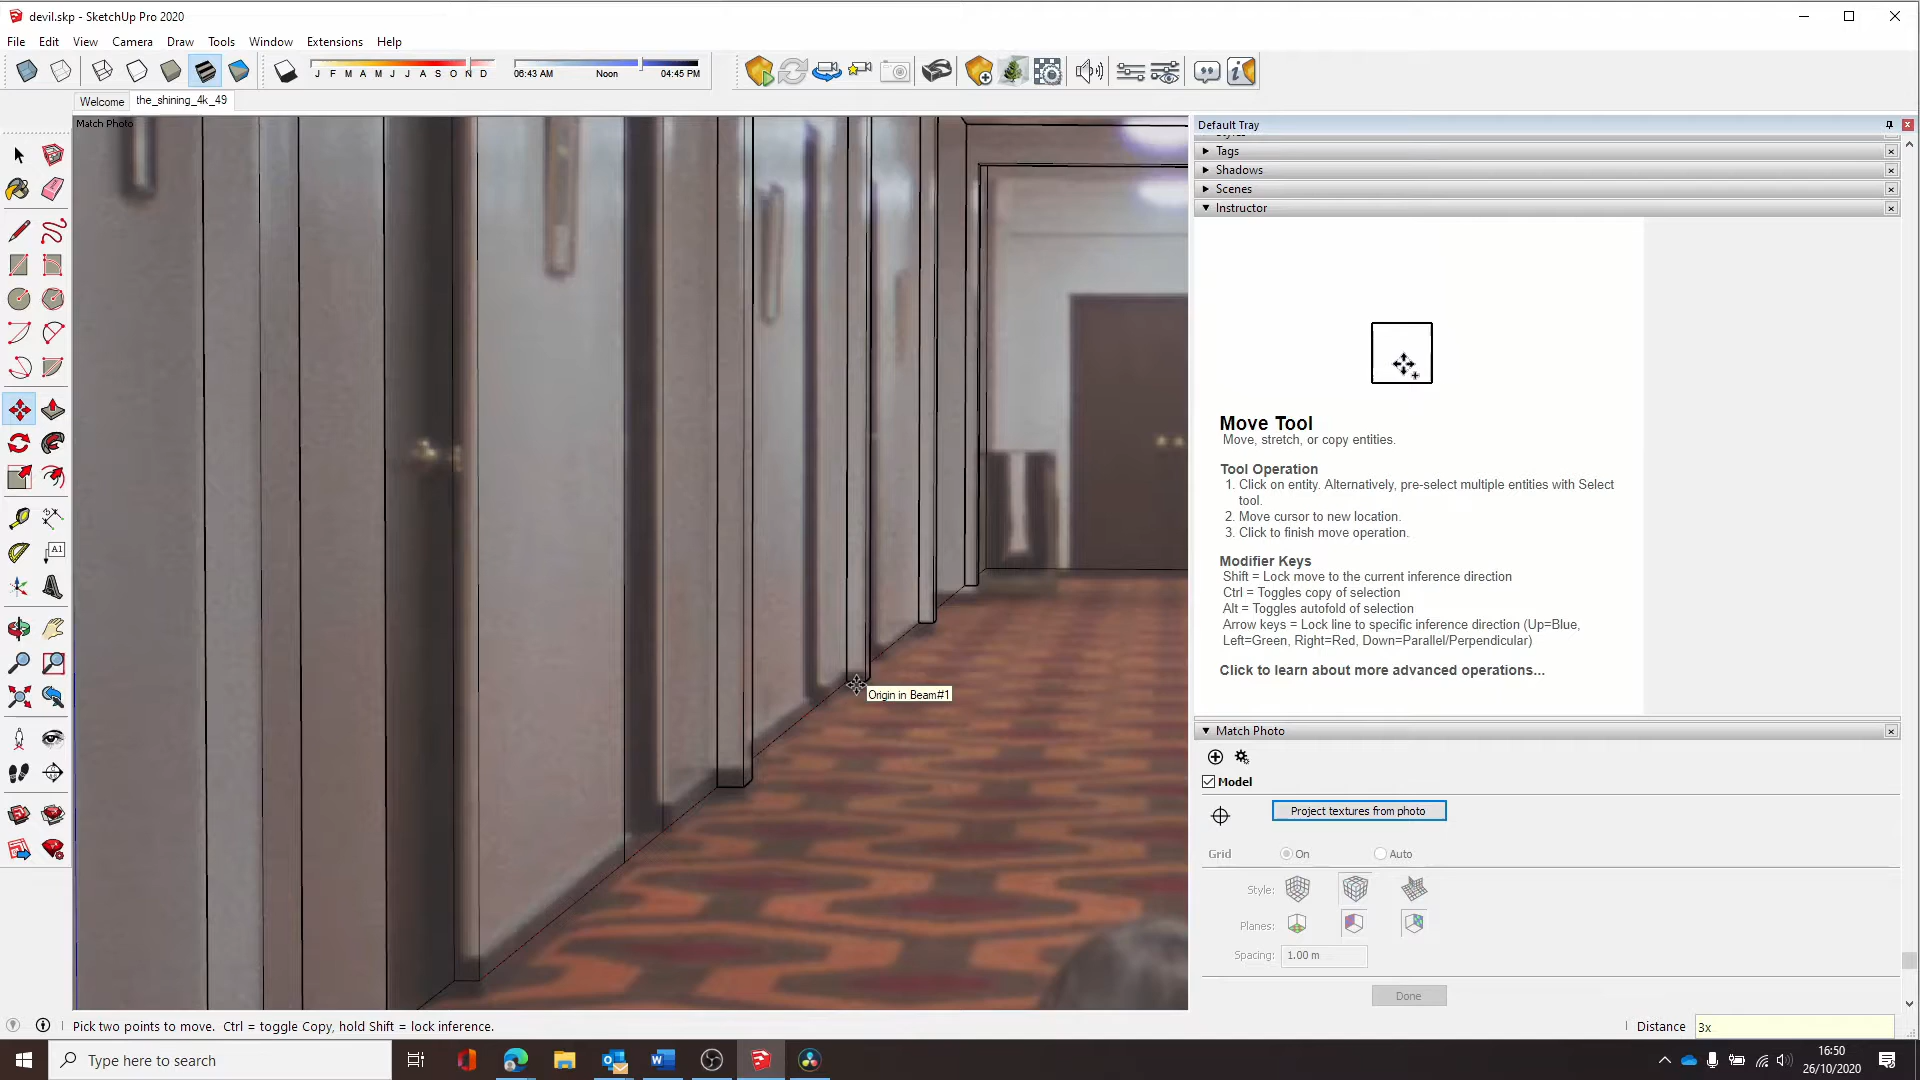 devil.skp - SketchUp Pro 2020
File Edit View Camera Draw Tools Window Extensions Help
J F M A M J J A S O N D
06:43 AM Noon 04:45 PM
Welcome the_shining_4k_49
Match Photo
Default Tray
Tags
Shadows
Scenes
Instructor
Move Tool
Move, stretch, or copy entities.
Tool Operation
1. Click on entity. Alternatively, pre-select multiple entities with Select
tool.
2. Move cursor to new location.
3. Click to finish move operation.
Modifier Keys
Shift = Lock move to the current inference direction
Ctrl = Toggles copy of selection
Alt = Toggles autofold of selection
Arrow keys = Lock line to specific inference direction (Up=Blue,
Left=Green, Right=Red, Down=Parallel/Perpendicular)
Click to learn about more advanced operations...
A1
Origin in Beam#1
Match Photo
Model
Project textures from photo
Grid On Auto
Style:
Planes:
Spacing: 1.00 m
Done
Pick two points to move. Ctrl = toggle Copy, hold Shift = lock inference.
Distance 3x
Type here to search
16:50
26/10/2020